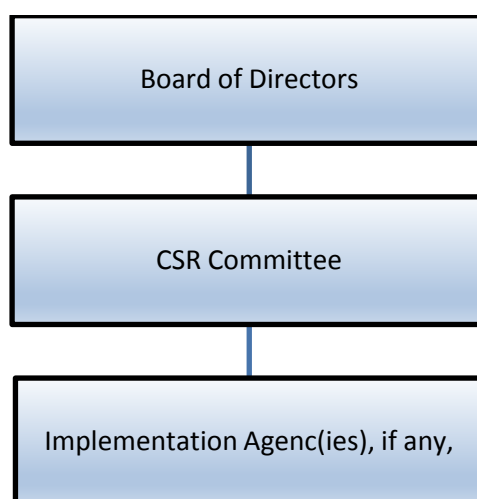 Board of Directors
CSR Committee
Implementation Agenc(ies), if any,